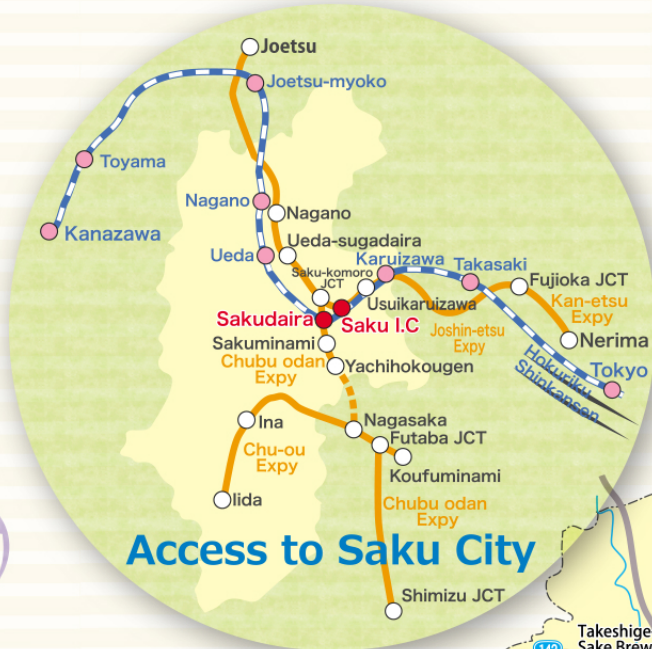 Joetsu
Joetsu-myoko
Toyama
Kanazawa
Nagano
Nagano
Ueda-sugadaira
Ueda
Karuizawa
Takasaki
Saku-komoro
JCT
Fujioka JCT
Kan-etsu
Expy
Usuikaruizawa
Sakudaira
Saku I.C
Joshin-etsu
Expy
Nerima
Sakuminami
Chubu odan
Expy
Yachihokougen
Hokuriku
Shinkansen
Tokyo
Ina
Nagasaka
Futaba JCT
Chu-ou
Expy
Koufuminami
Iida
Chubu odan
Expy
Access to Saku City
Shimizu JCT
Takeshige
Sake Brew
142